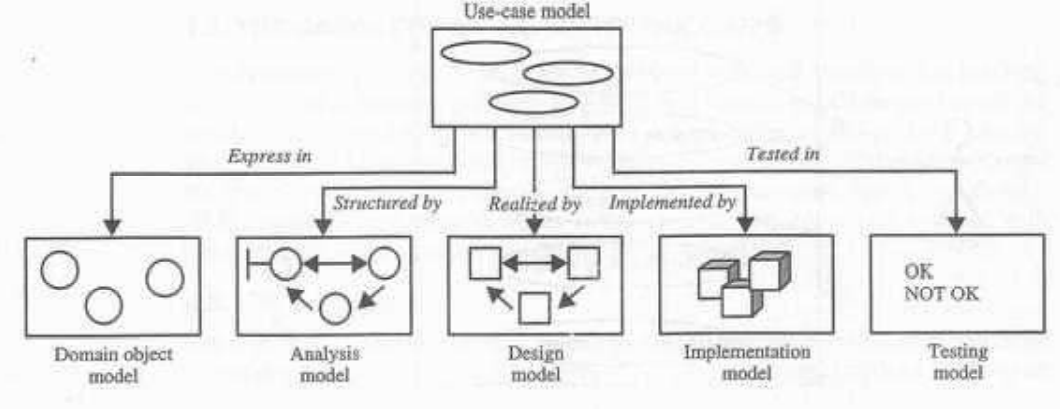 Use-case model
Express in
Tested in
Structured by
Realized by
Implemented by
OK
NOT OK
Domain object
model
Analysis
model
Design
model
Implementation
model
Testing
model